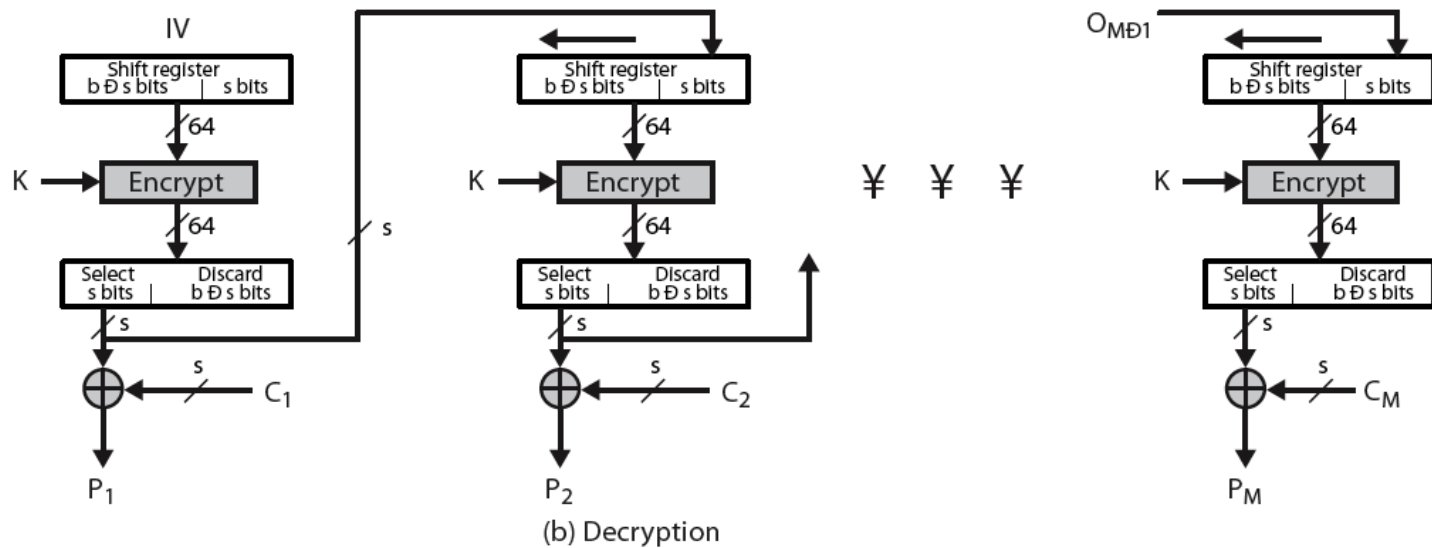 IV
Shift register
b Ð s bits | s bits
64
K
Encrypt
64
Select Discard
s bits | b Ð s bits
s
s
C1
P1
s
Shift register
b Ð s bits | s bits
64
K
Encrypt
64
Select Discard
s bits | b Ð s bits
s
s
C2
P2
¥ ¥ ¥
OMÐ1
Shift register
b Ð s bits | s bits
64
K
Encrypt
64
Select Discard
s bits | b Ð s bits
s
s
CM
PM
(b) Decryption